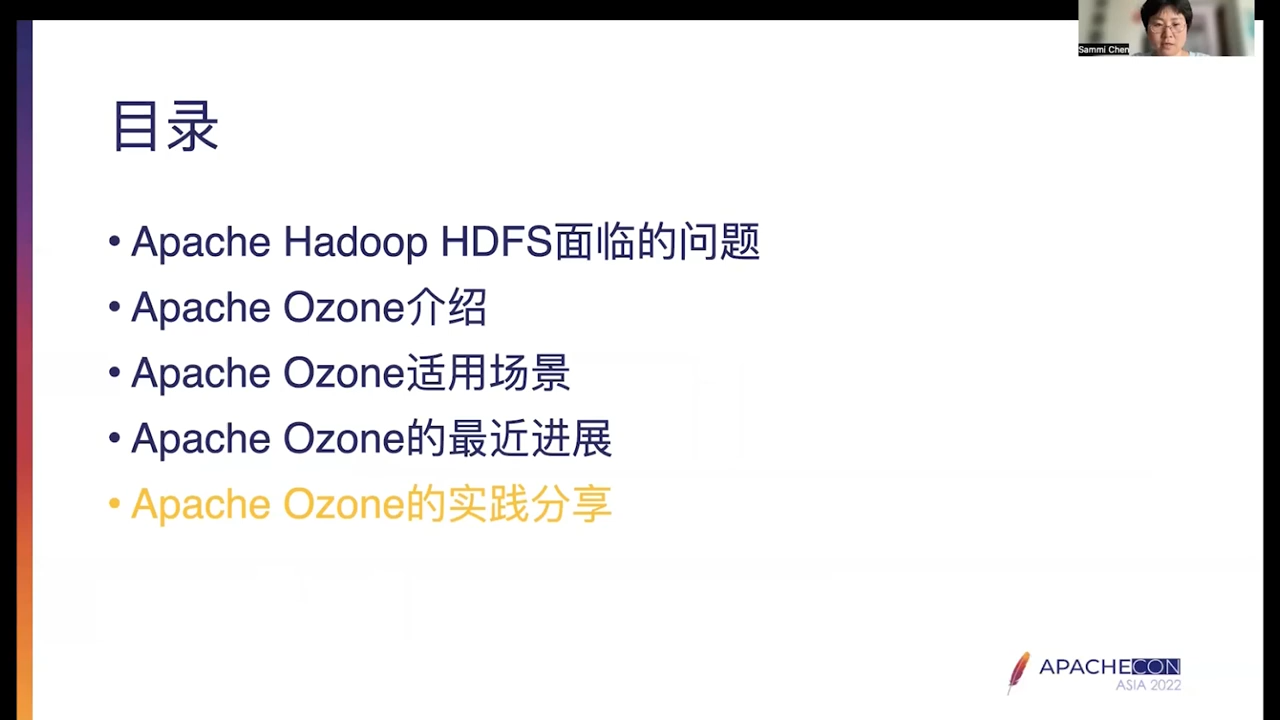 Sammi Chen
目录
• Apache Hadoop HDFS面临的问题
• Apache Ozone介绍
• Apache Ozone适用场景
• Apache Ozone的最近进展
• Apache Ozone的实践分享
APACHECON
ASIA 2022